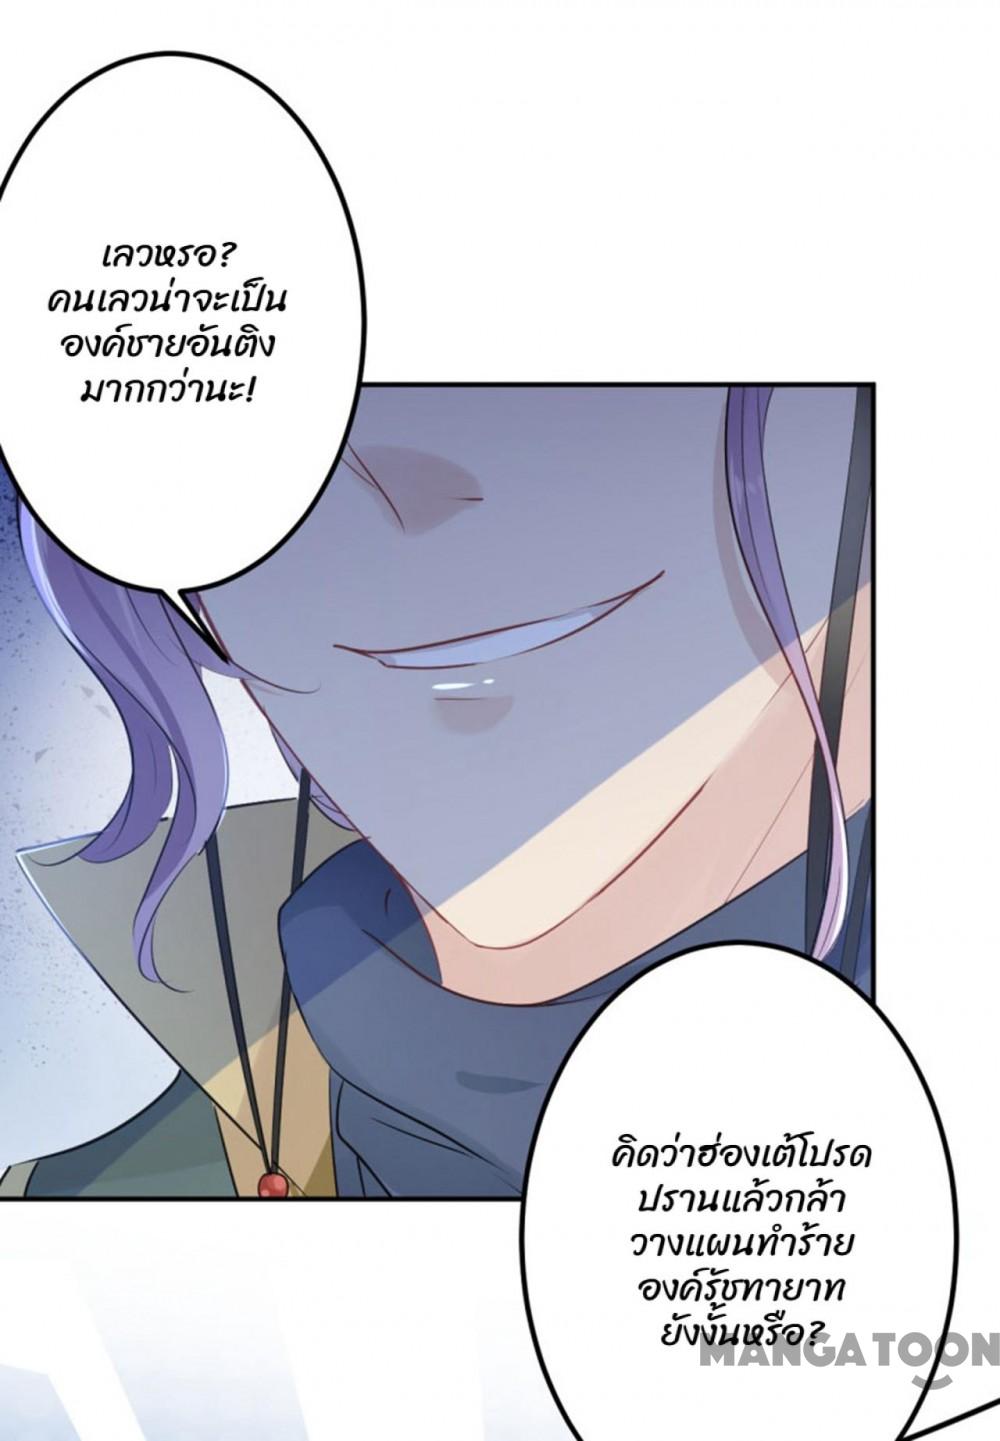 เลวหรอ?
คนเลวน่าจะเป็น
องค์ชายอันติง
มากกว่านะ!
คิดว่าฮ่องเต้โปรด
ปรานแล้วกล้า
วางแผนทำร้าย
องค์รัชทายาท
ยังงั้นหรือ?
MANGATOON